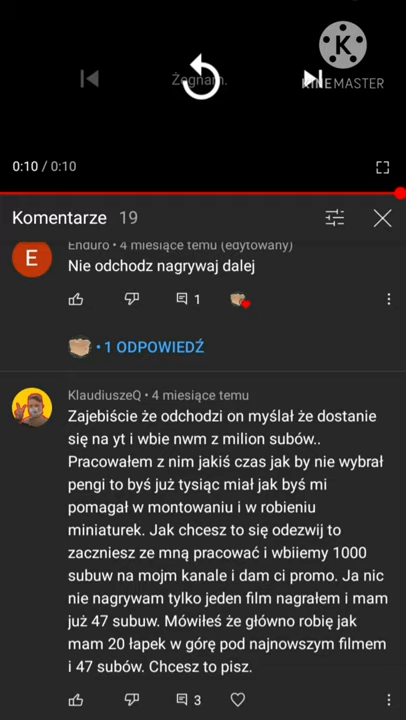 K
KINEMASTER
Żegnam.
0:10 / 0:10
Komentarze 19
Enduro • 4 miesiące temu (edytowany)
E
Nie odchodz nagrywaj dalej
1
• 1 ODPOWIEDŹ
KlaudiuszeQ • 4 miesiące temu
Zajebiście że odchodzi on myślał że dostanie
się na yt i wbie nwm z milion subów..
Pracowałem z nim jakiś czas jak by nie wybrał
pengi to byś już tysiąc miał jak byś mi
pomagał w montowaniu i w robieniu
miniaturek. Jak chcesz to się odezwij to
zaczniesz ze mną pracować i wbiiemy 1000
subuw na mojm kanale i dam ci promo. Ja nic
nie nagrywam tylko jeden film nagrałem i mam
już 47 subuw. Mówiłeś że główno robię jak
mam 20 łapek w górę pod najnowszym filmem
i 47 subów. Chcesz to pisz.
3